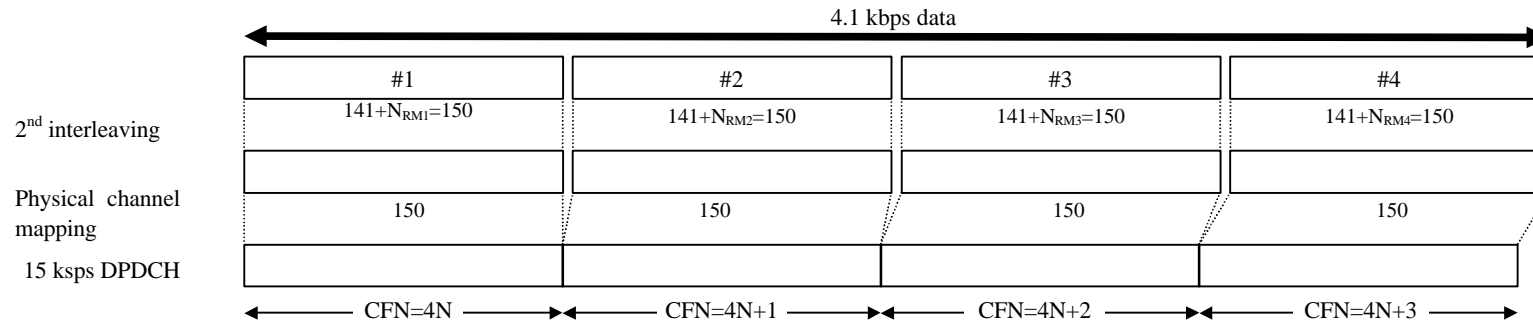 4.1 kbps data
#1 #2 #3 #4
141+N_RM1=150 141+N_RM2=150 141+N_RM3=150 141+N_RM4=150
2nd interleaving
Physical channel
mapping
150 150 150 150
15 ksps DPDCH
CFN=4N CFN=4N+1 CFN=4N+2 CFN=4N+3